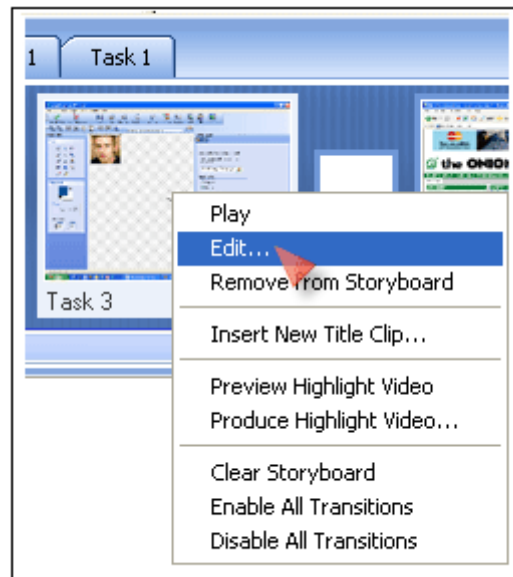 1
Task 1
the ONION
Task 3
Play
Edit...
Remove from Storyboard
Insert New Title Clip...
Preview Highlight Video
Produce Highlight Video...
Clear Storyboard
Enable All Transitions
Disable All Transitions